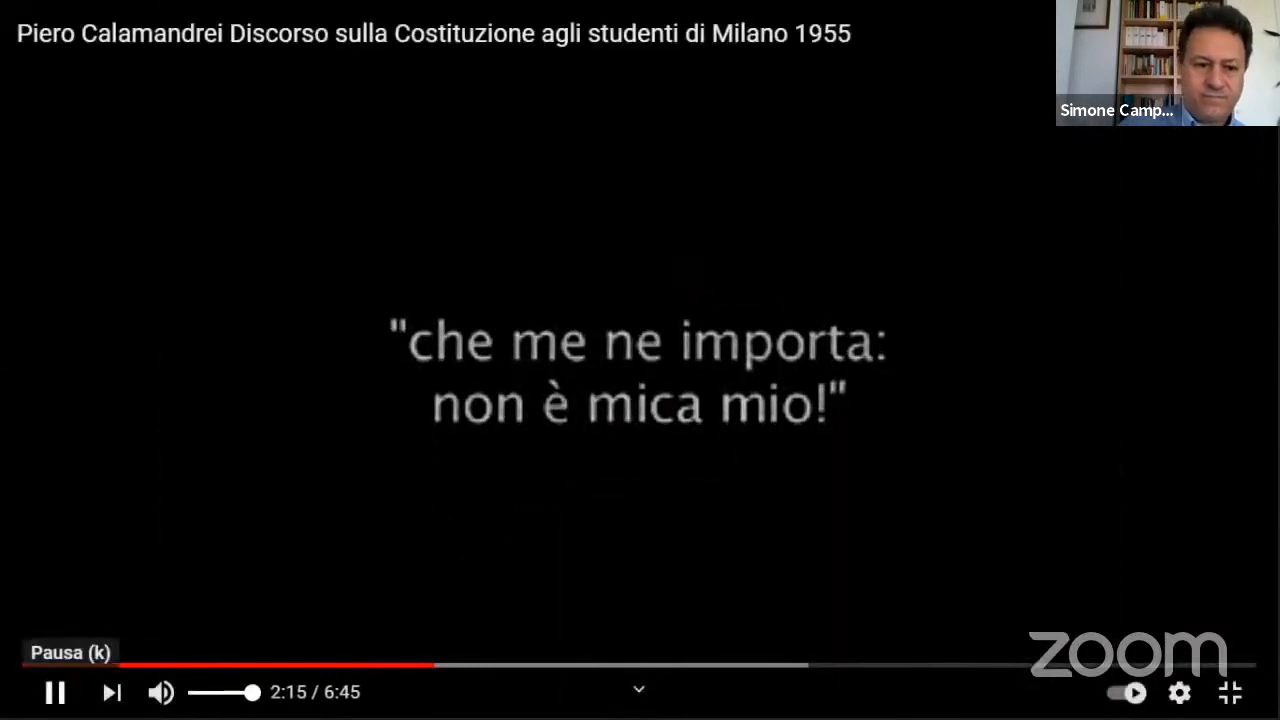 Piero Calamandrei Discorso sulla Costituzione agli studenti di Milano 1955
Simone Camp...
"che me ne importa:
non è mica mio!"
Pausa (k)
zoom
2:15 / 6:45